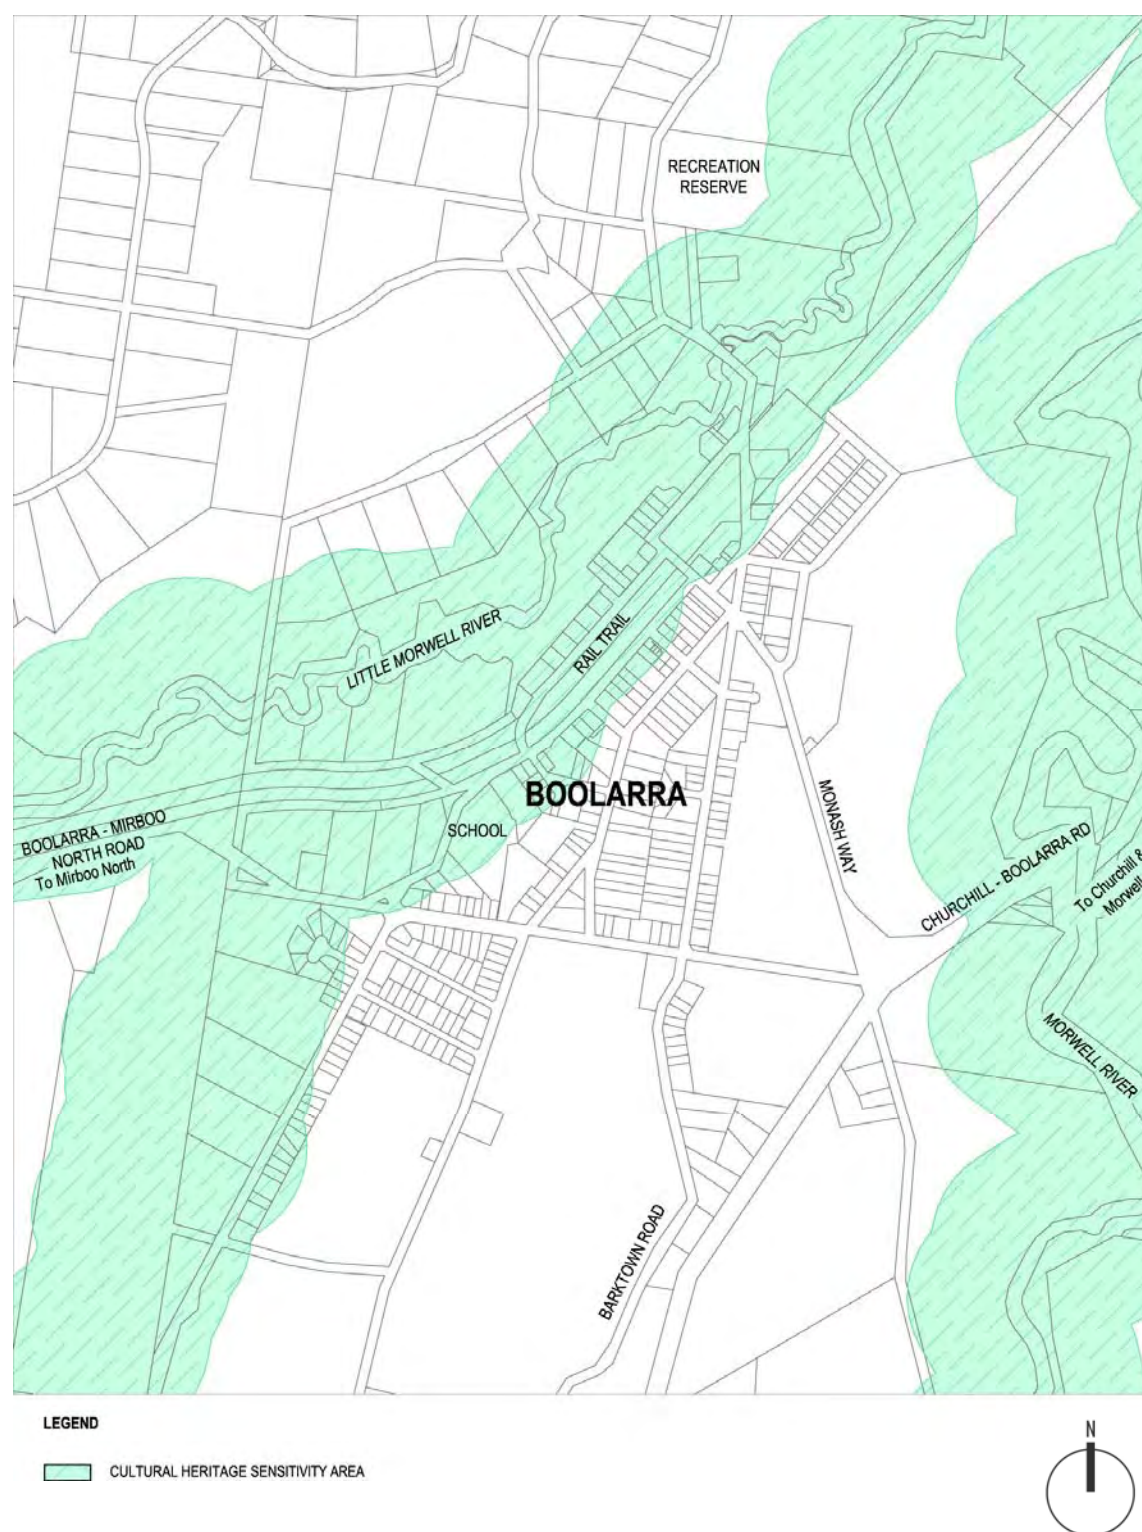 RECREATION
RESERVE
LITTLE MORWELL RIVER
RAIL TRAIL
BOOLARRA
SCHOOL
BOOLARRA - MIRBOO
NORTH ROAD
To Mirboo North
MONASH WAY
CHURCHILL - BOOLARRA RD
To Churchill &
Morwell
MORWELL RIVER
BARKTOWN ROAD
LEGEND
CULTURAL HERITAGE SENSITIVITY AREA
N